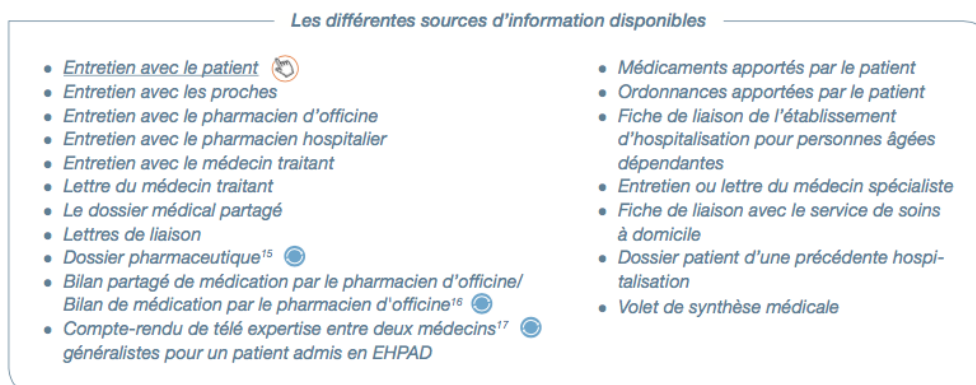 Les différentes sources d'information disponibles
• Entretien avec le patient
• Entretien avec les proches
• Entretien avec le pharmacien d'officine
• Entretien avec le pharmacien hospitalier
• Entretien avec le médecin traitant
• Lettre du médecin traitant
• Le dossier médical partagé
• Lettres de liaison
• Dossier pharmaceutique¹⁵
• Bilan partagé de médication par le pharmacien d'officine/
Bilan de médication par le pharmacien d'officine¹⁶
• Compte-rendu de télé expertise entre deux médecins¹⁷
généralistes pour un patient admis en EHPAD
• Médicaments apportés par le patient
• Ordonnances apportées par le patient
• Fiche de liaison de l'établissement
d'hospitalisation pour personnes âgées
dépendantes
• Entretien ou lettre du médecin spécialiste
• Fiche de liaison avec le service de soins
à domicile
• Dossier patient d'une précédente hospi-
talisation
• Volet de synthèse médicale